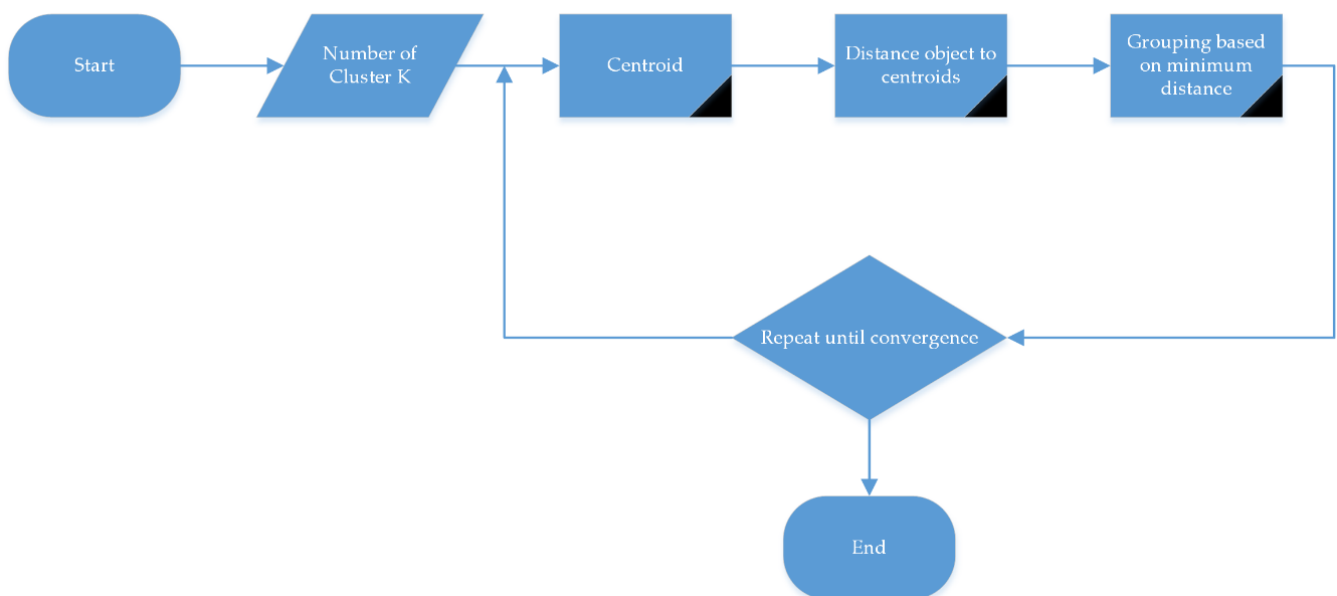 Start
Number of
Cluster K
Centroid
Distance object to
centroids
Grouping based
on minimum
distance
Repeat until convergence
End